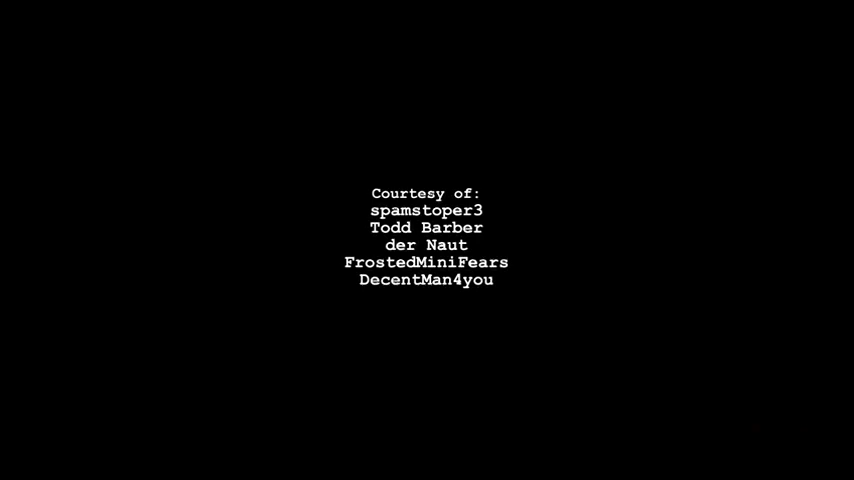 Courtesy of:
spamstoper3
Todd Barber
der Naut
FrostedMiniFears
DecentMan4you